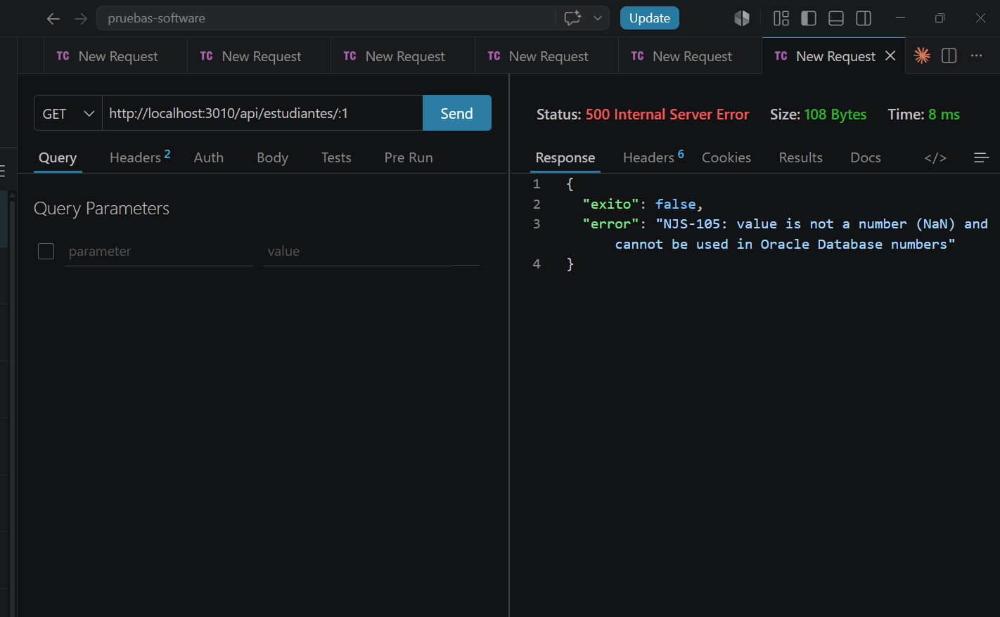 pruebas-software
Update
TC New Request
TC New Request
TC New Request
TC New Request
TC New Request
TC New Request
GET
http://localhost:3010/api/estudiantes/:1
Send
Query
Headers 2
Auth
Body
Tests
Pre Run
Query Parameters
parameter
value
Status: 500 Internal Server Error
Size: 108 Bytes
Time: 8 ms
Response
Headers 6
Cookies
Results
Docs
</>
1 {
2 "exito": false,
3 "error": "NJS-105: value is not a number (NaN) and
cannot be used in Oracle Database numbers"
4 }